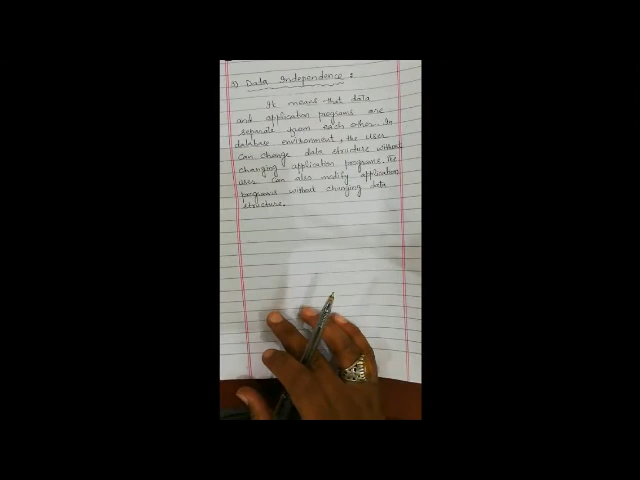 Data Independence :
It means that data
and application programs are
separate from each other. In
database environment, the user
can change data structure without
changing application programs. The
user can also modify application
programs without changing data
structure.